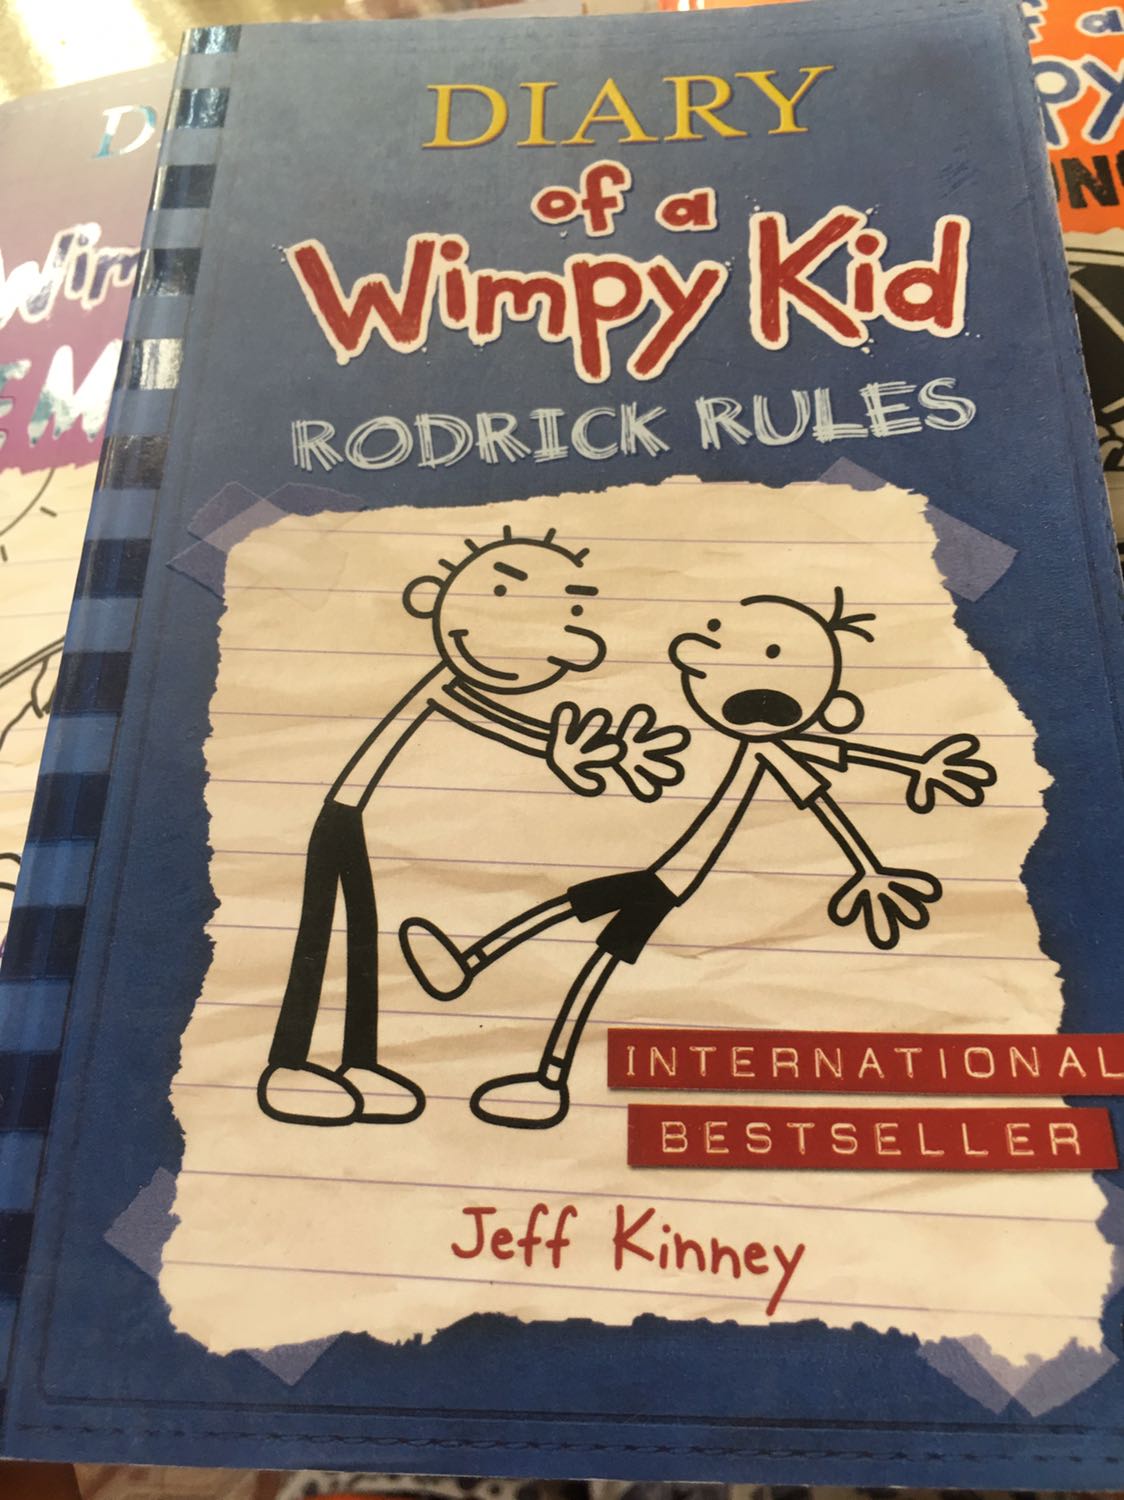 DIARY
of a
Wimpy Kid
RODRICK RULES
INTERNATIONAL
BESTSELLER
Jeff Kinney